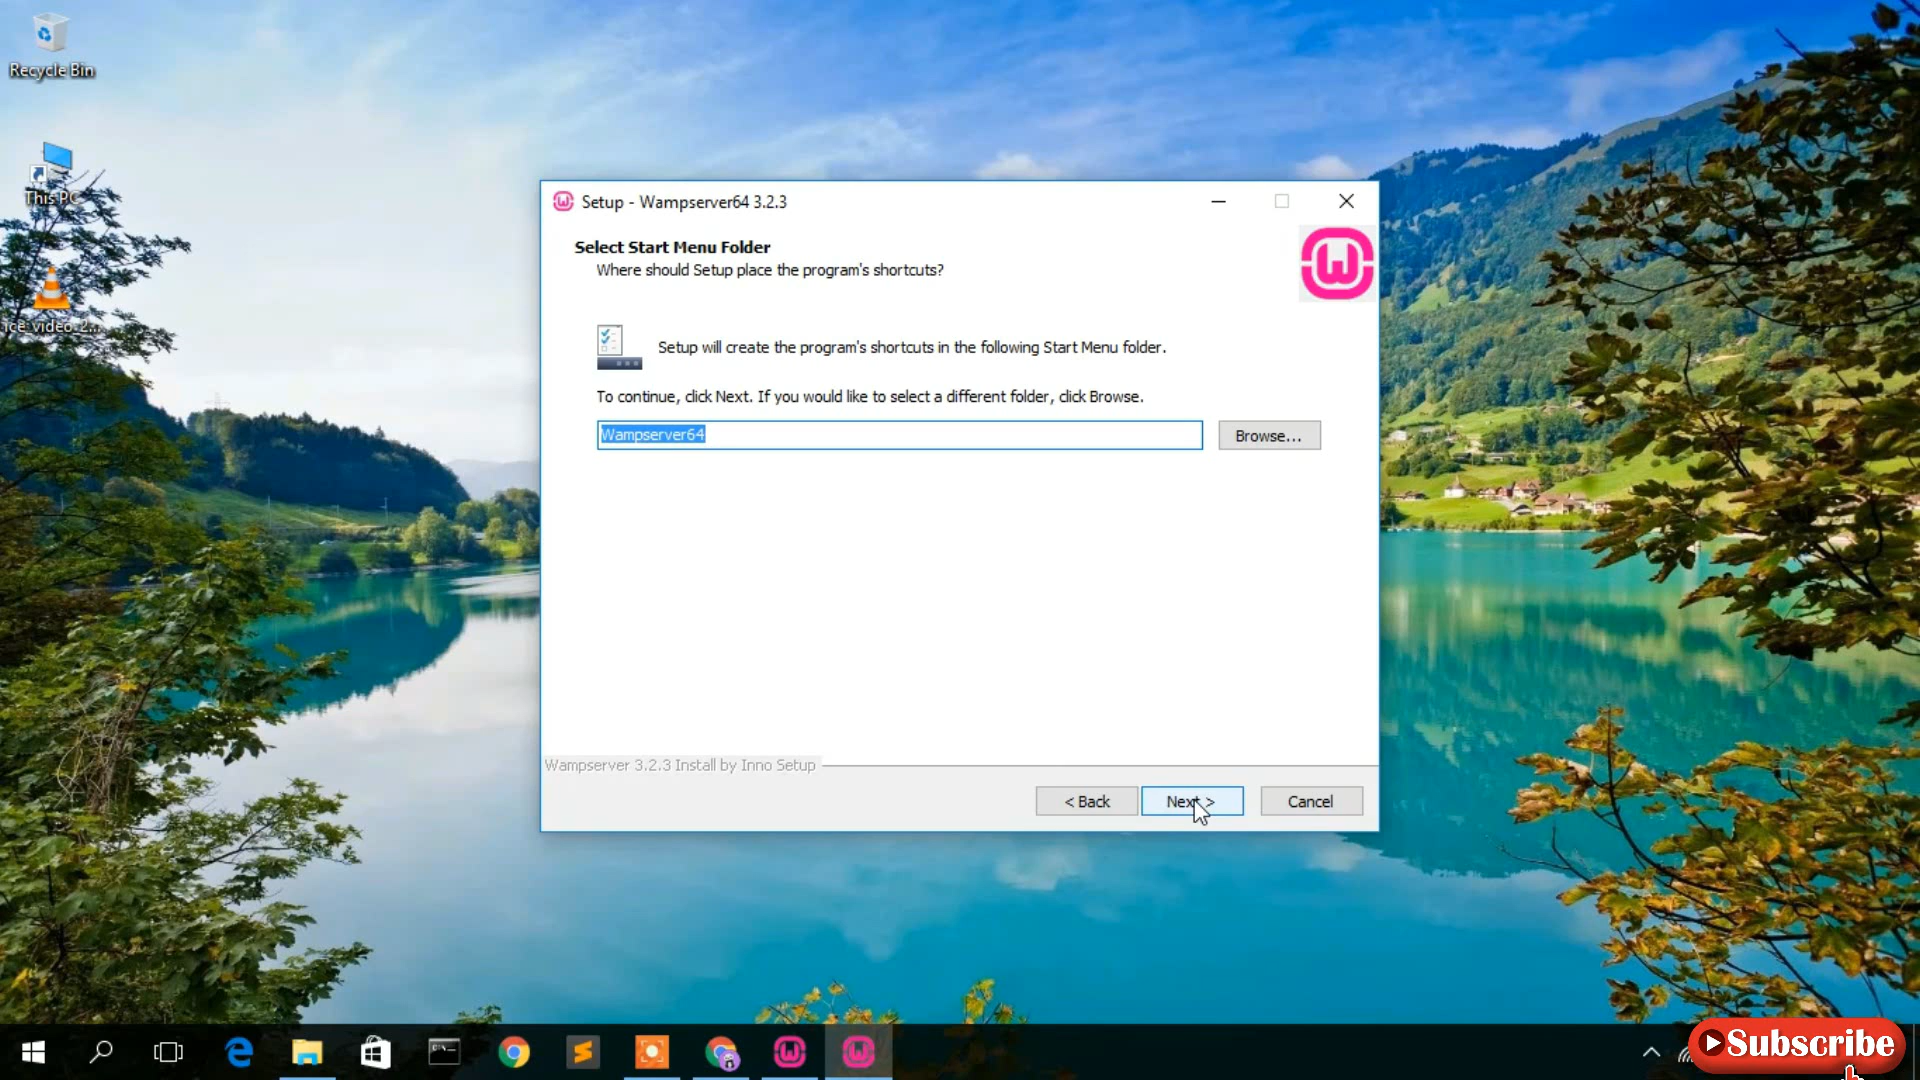 Recycle Bin
This PC
ice_video_2...
Setup - Wampserver64 3.2.3
Select Start Menu Folder
Where should Setup place the program's shortcuts?
Setup will create the program's shortcuts in the following Start Menu folder.
To continue, click Next. If you would like to select a different folder, click Browse.
Wampserver64
Browse...
Wampserver 3.2.3 Install by Inno Setup
< Back
Next >
Cancel
Subscribe